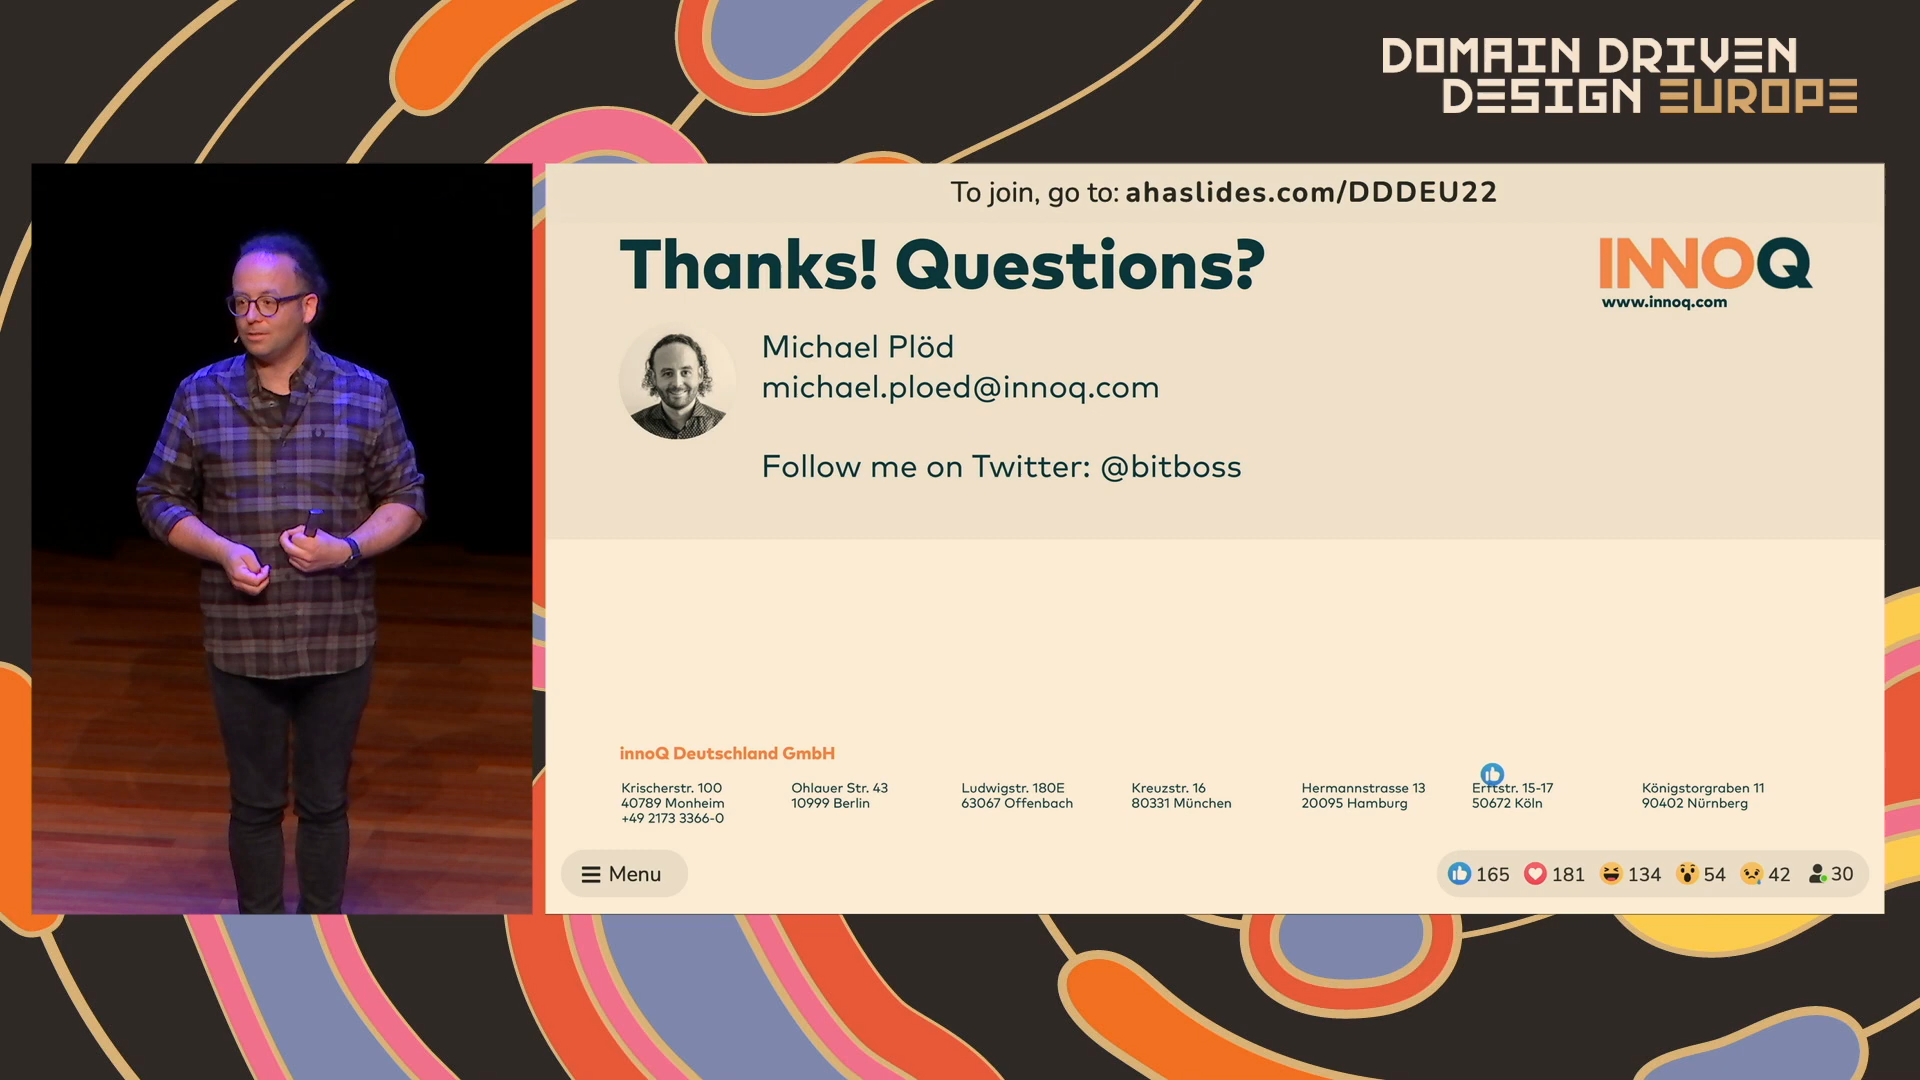 DOMAIN DRIVEN
DESIGN EUROPE
To join, go to: ahaslides.com/DDDEU22
Thanks! Questions?
INNOQ
www.innoq.com
Michael Plöd
michael.ploed@innoq.com
Follow me on Twitter: @bitboss
innoQ Deutschland GmbH
Krischerstr. 100
40789 Monheim
+49 2173 3366-0
Ohlauer Str. 43
10999 Berlin
Ludwigstr. 180E
63067 Offenbach
Kreuzstr. 16
80331 München
Hermannstrasse 13
20095 Hamburg
Erftstr. 15-17
50672 Köln
Königstorgraben 11
90402 Nürnberg
Menu
165 181 134 54 42 30